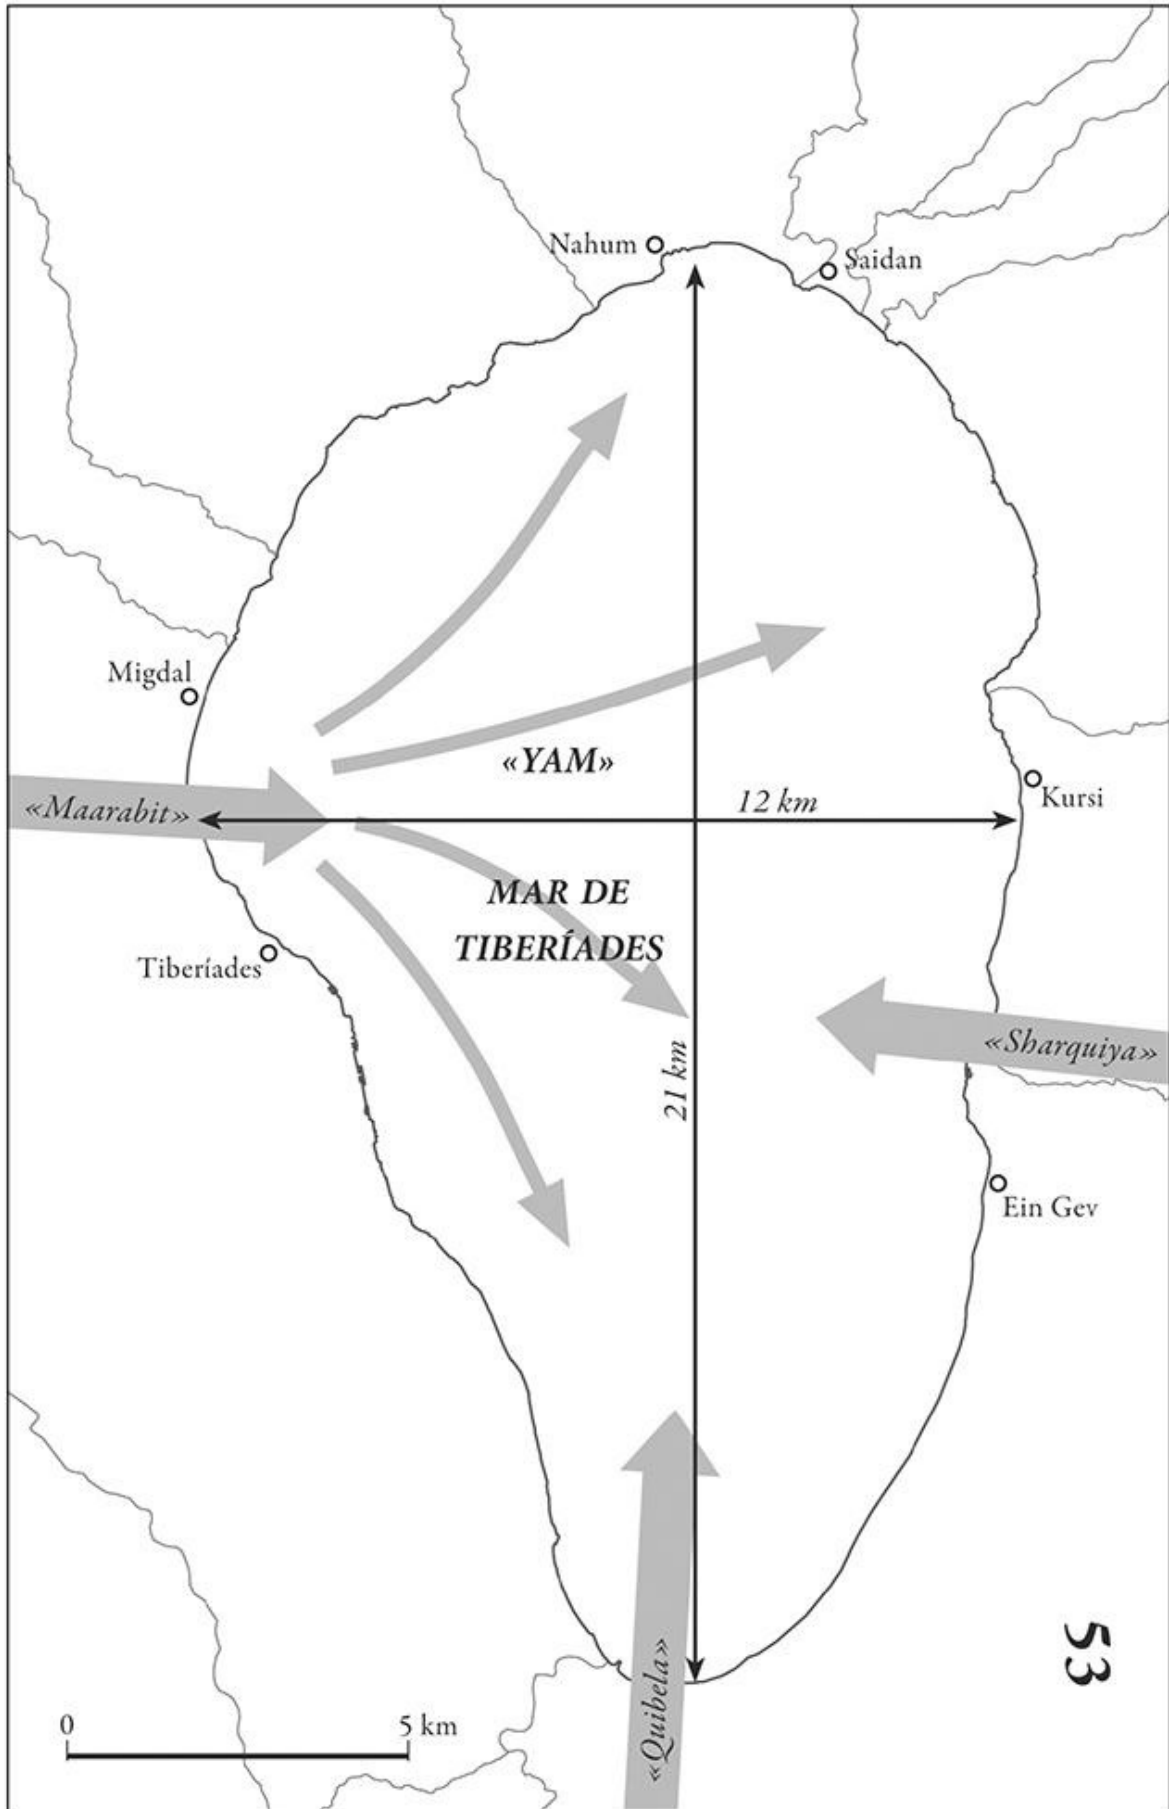 Nahum
Saidan
Migdal
«YAM»
«Maarabit»
12 km
Kursi
MAR DE
TIBERÍADES
Tiberíades
«Sharquiya»
21 km
Ein Gev
53
«Quibela»
0 5 km